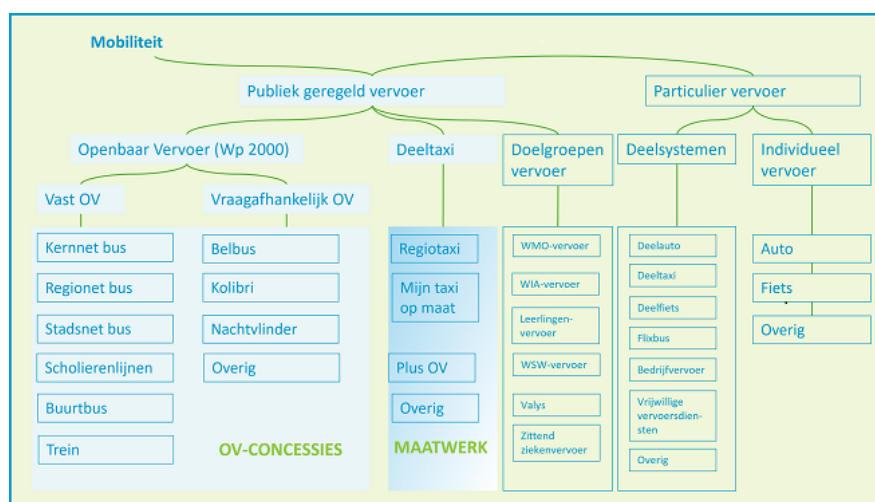 Mobiliteit
Publiek geregeld vervoer
Particulier vervoer
Openbaar Vervoer (Wp 2000)
Deeltaxi
Doelgroepen
vervoer
Deelsystemen
Individueel
vervoer
Vast OV
Vraagafhankelijk OV
Kernnet bus
Regionet bus
Stadsnet bus
Scholierenlijnen
Buurtbus
Trein
Belbus
Kolibri
Nachtvlinder
Overig
OV-CONCESSIES
Regiotaxi
Mijn taxi
op maat
Plus OV
Overig
MAATWERK
WMO-vervoer
WIA-vervoer
Leerlingen-
vervoer
WSW-vervoer
Valys
Zittend
ziekenvervoer
Deelauto
Deeltaxi
Deelfiets
Flixbus
Bedrijfvervoer
Vrijwillige
vervoersdien-
sten
Overig
Auto
Fiets
Overig